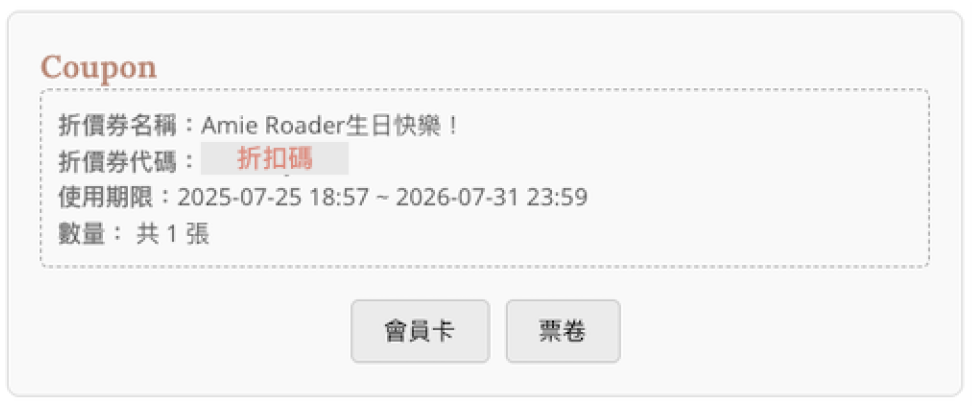 Coupon
折價券名稱：Amie Roader生日快樂！
折價券代碼： 折扣碼
使用期限：2025-07-25 18:57 ~ 2026-07-31 23:59
數量： 共 1 張
會員卡
票卷